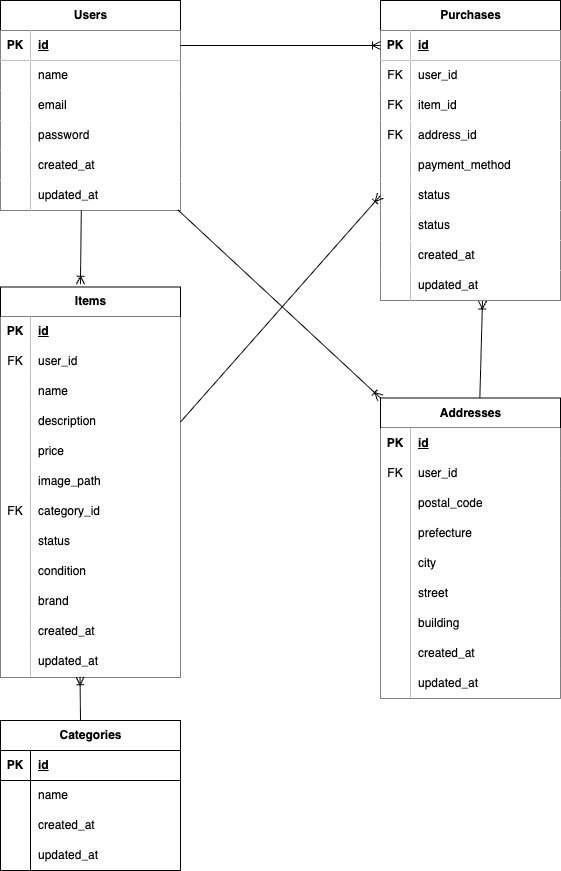 Users
PK id
name
email
password
created_at
updated_at
Purchases
PK id
FK user_id
FK item_id
FK address_id
payment_method
status
status
created_at
updated_at
Items
PK id
FK user_id
name
description
price
image_path
FK category_id
status
condition
brand
created_at
updated_at
Addresses
PK id
FK user_id
postal_code
prefecture
city
street
building
created_at
updated_at
Categories
PK id
name
created_at
updated_at